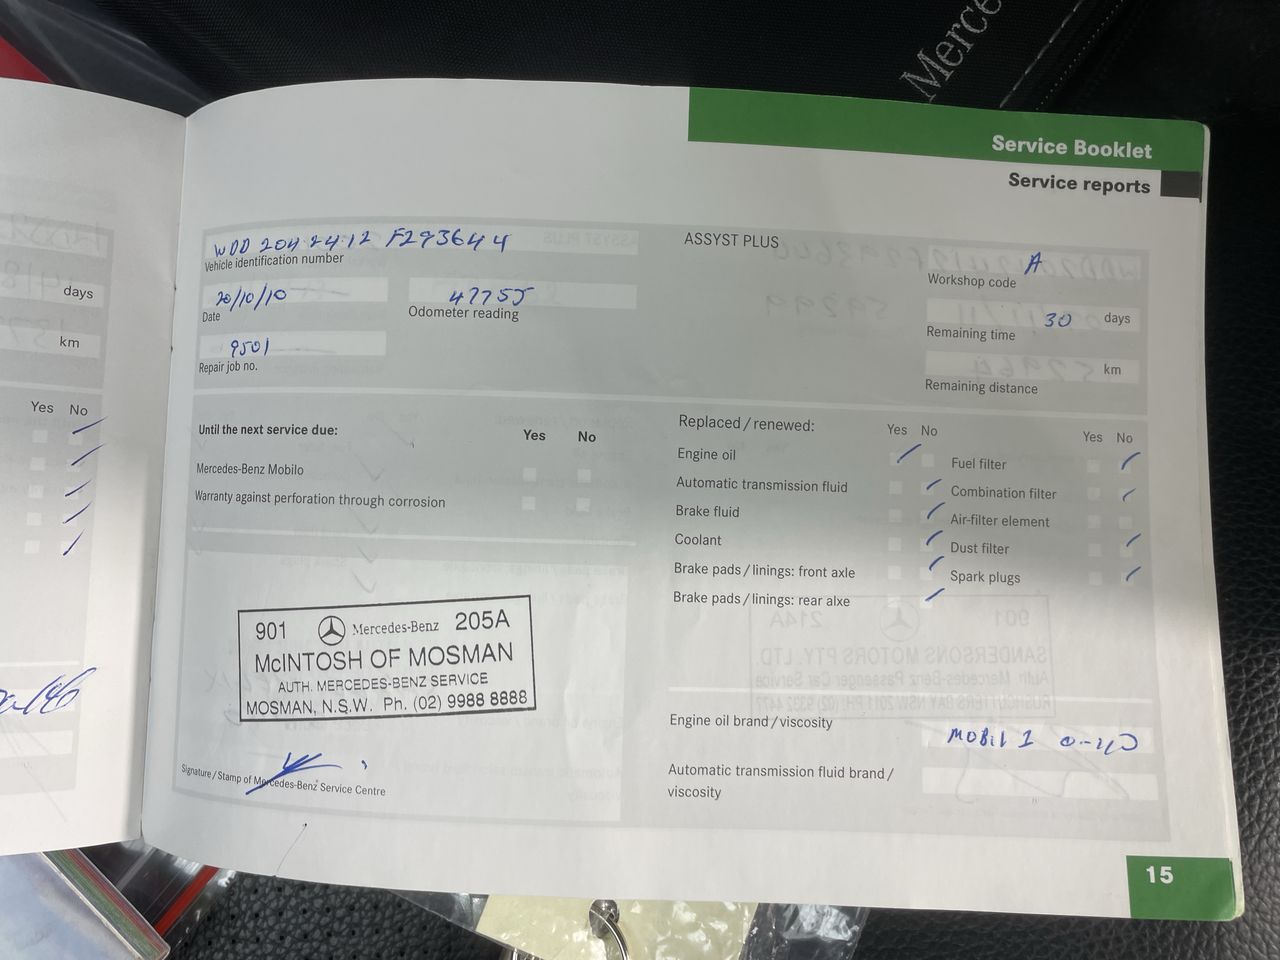 Merce
Service Booklet
Service reports
WDD 204 24 12 F293644
Vehicle identification number
ASSYST PLUS
A
Workshop code
20/10/10
Date
47755
Odometer reading
30 days
Remaining time
9501
Repair job no.
km
Remaining distance
days
km
Yes No
Until the next service due: Yes No
Mercedes-Benz Mobilo
Warranty against perforation through corrosion
Replaced / renewed: Yes No Yes No
Engine oil
Automatic transmission fluid
Brake fluid
Coolant
Brake pads / linings: front axle
Brake pads / linings: rear alxe
Fuel filter
Combination filter
Air-filter element
Dust filter
Spark plugs
901 Mercedes-Benz 205A
McINTOSH OF MOSMAN
AUTH. MERCEDES-BENZ SERVICE
MOSMAN, N.S.W. Ph. (02) 9988 8888
Signature / Stamp of Mercedes-Benz Service Centre
Engine oil brand / viscosity
MOBIL 1 0-40
Automatic transmission fluid brand /
viscosity
15